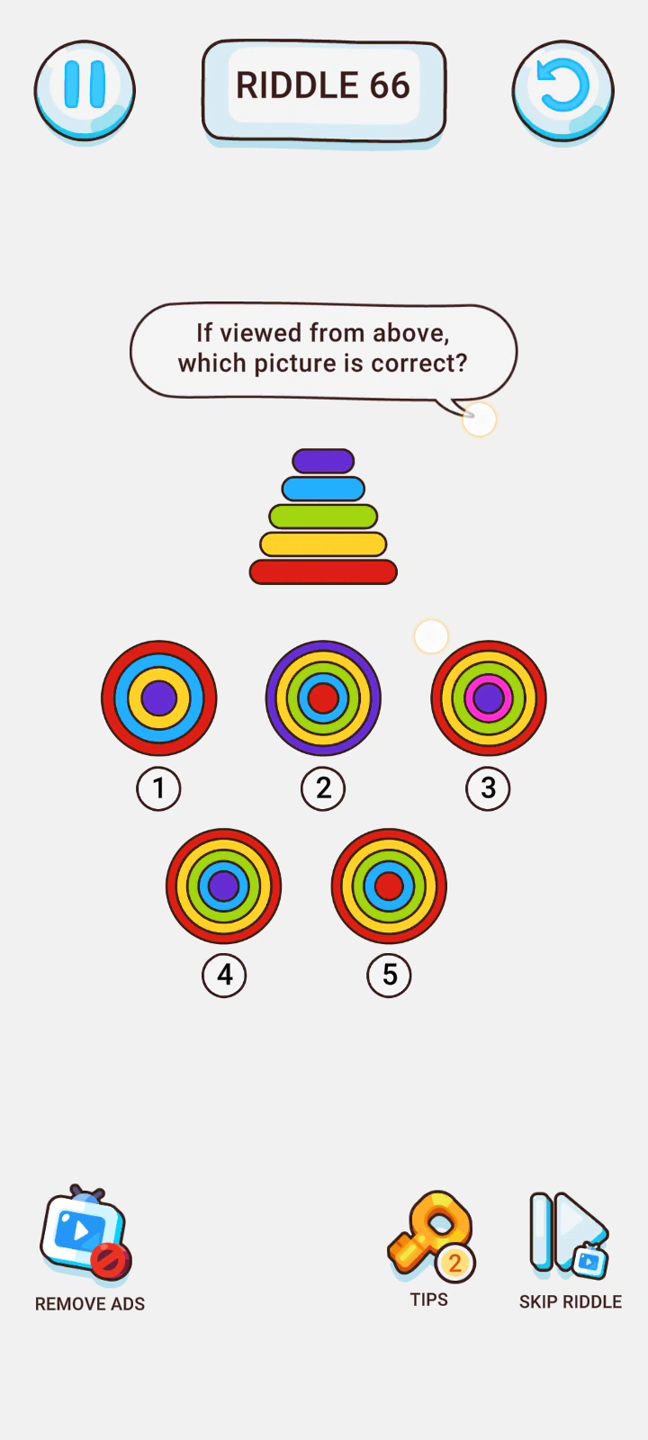 RIDDLE 66
If viewed from above,
which picture is correct?
1 2 3
4 5
2
REMOVE ADS TIPS SKIP RIDDLE